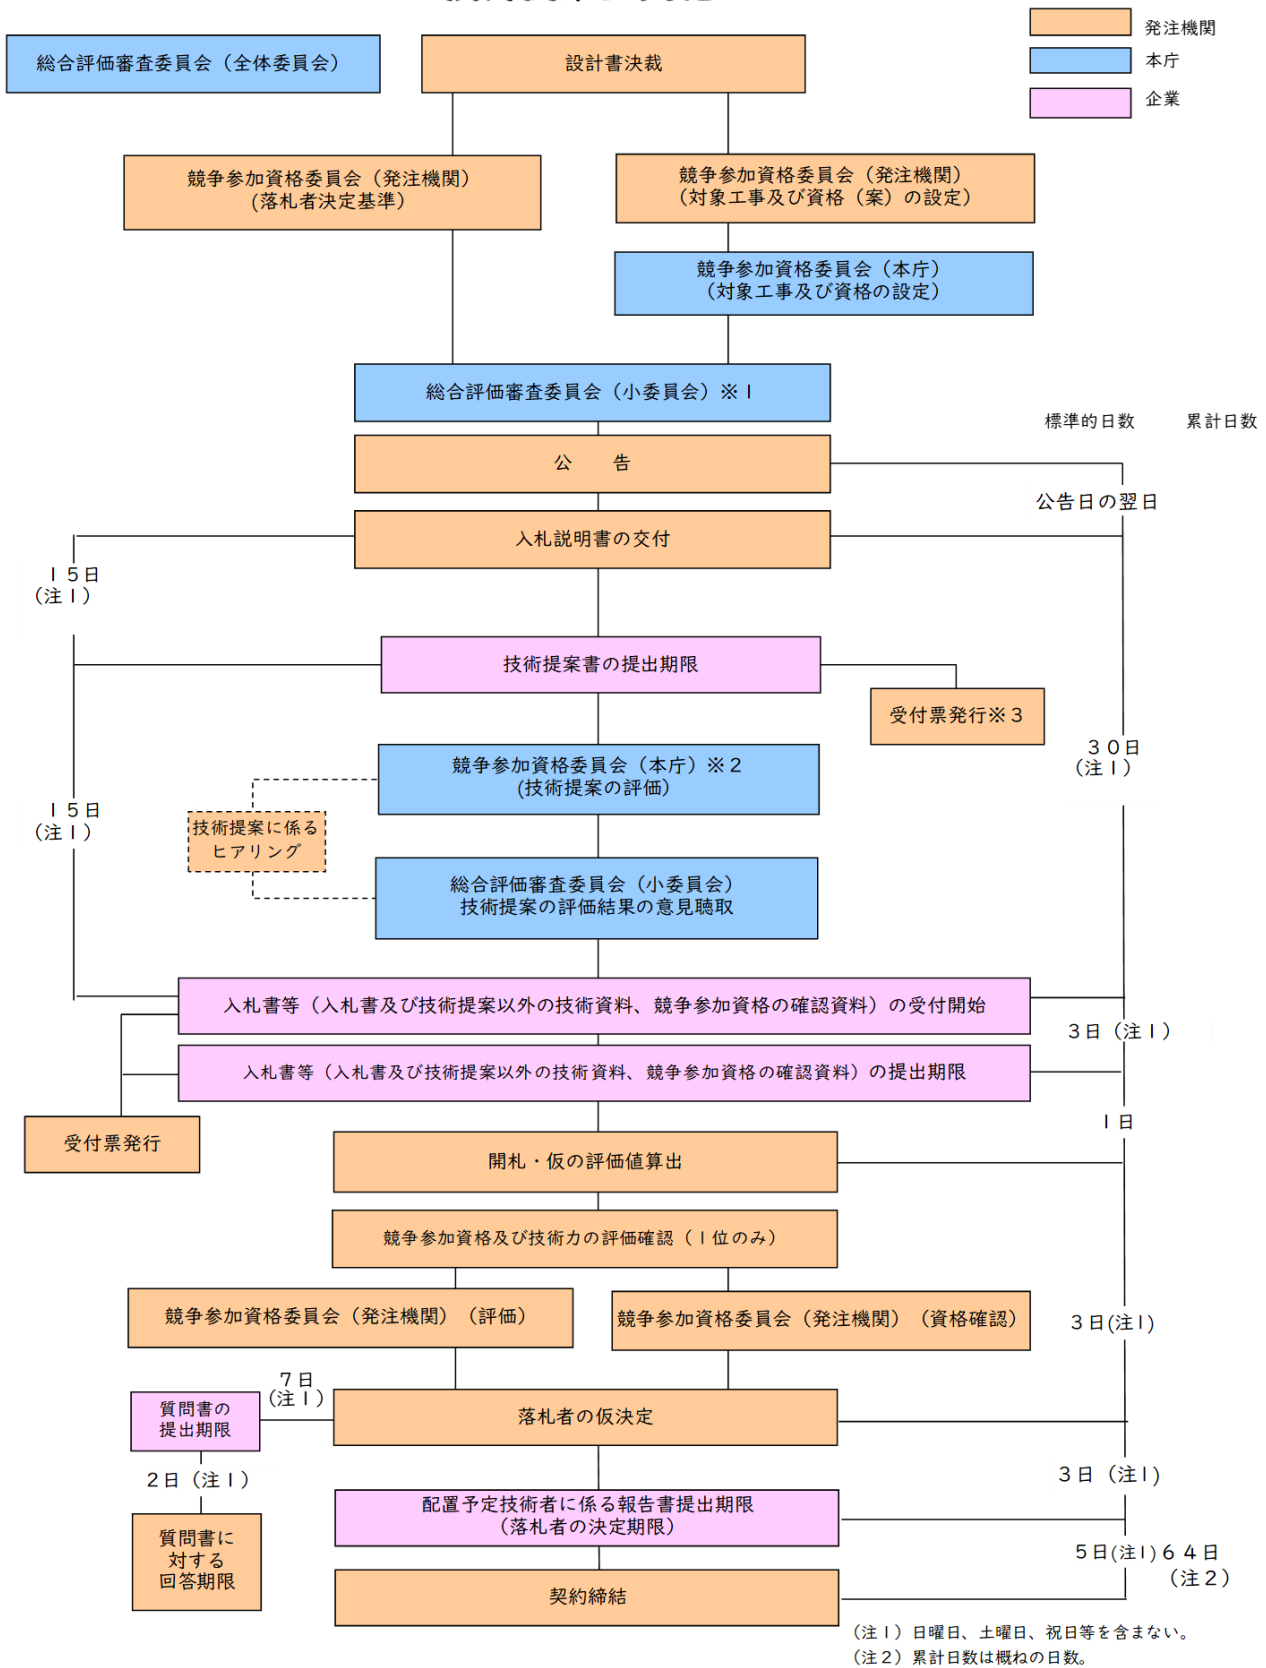 発注機関
本庁
企業
総合評価審査委員会（全体委員会）
設計書決裁
競争参加資格委員会（発注機関）
(落札者決定基準）
競争参加資格委員会（発注機関）
（対象工事及び資格（案）の設定）
競争参加資格委員会（本庁）
（対象工事及び資格の設定）
総合評価審査委員会（小委員会）※１
標準的日数　累計日数
公　　告
公告日の翌日
入札説明書の交付
１５日
（注１）
技術提案書の提出期限
受付票発行※３
３０日
（注１）
競争参加資格委員会（本庁）※２
(技術提案の評価）
１５日
（注１）
技術提案に係る
ヒアリング
総合評価審査委員会（小委員会）
技術提案の評価結果の意見聴取
入札書等（入札書及び技術提案以外の技術資料、競争参加資格の確認資料）の受付開始
３日（注１）
入札書等（入札書及び技術提案以外の技術資料、競争参加資格の確認資料）の提出期限
１日
受付票発行
開札・仮の評価値算出
競争参加資格及び技術力の評価確認（１位のみ）
競争参加資格委員会（発注機関）（評価）
競争参加資格委員会（発注機関）（資格確認）
３日(注１)
７日
（注１）
質問書の
提出期限
落札者の仮決定
２日（注１）
３日（注１)
配置予定技術者に係る報告書提出期限
（落札者の決定期限）
質問書に
対する
回答期限
５日(注１)６４日
（注２）
契約締結
（注１）日曜日、土曜日、祝日等を含まない。
（注２）累計日数は概ねの日数。